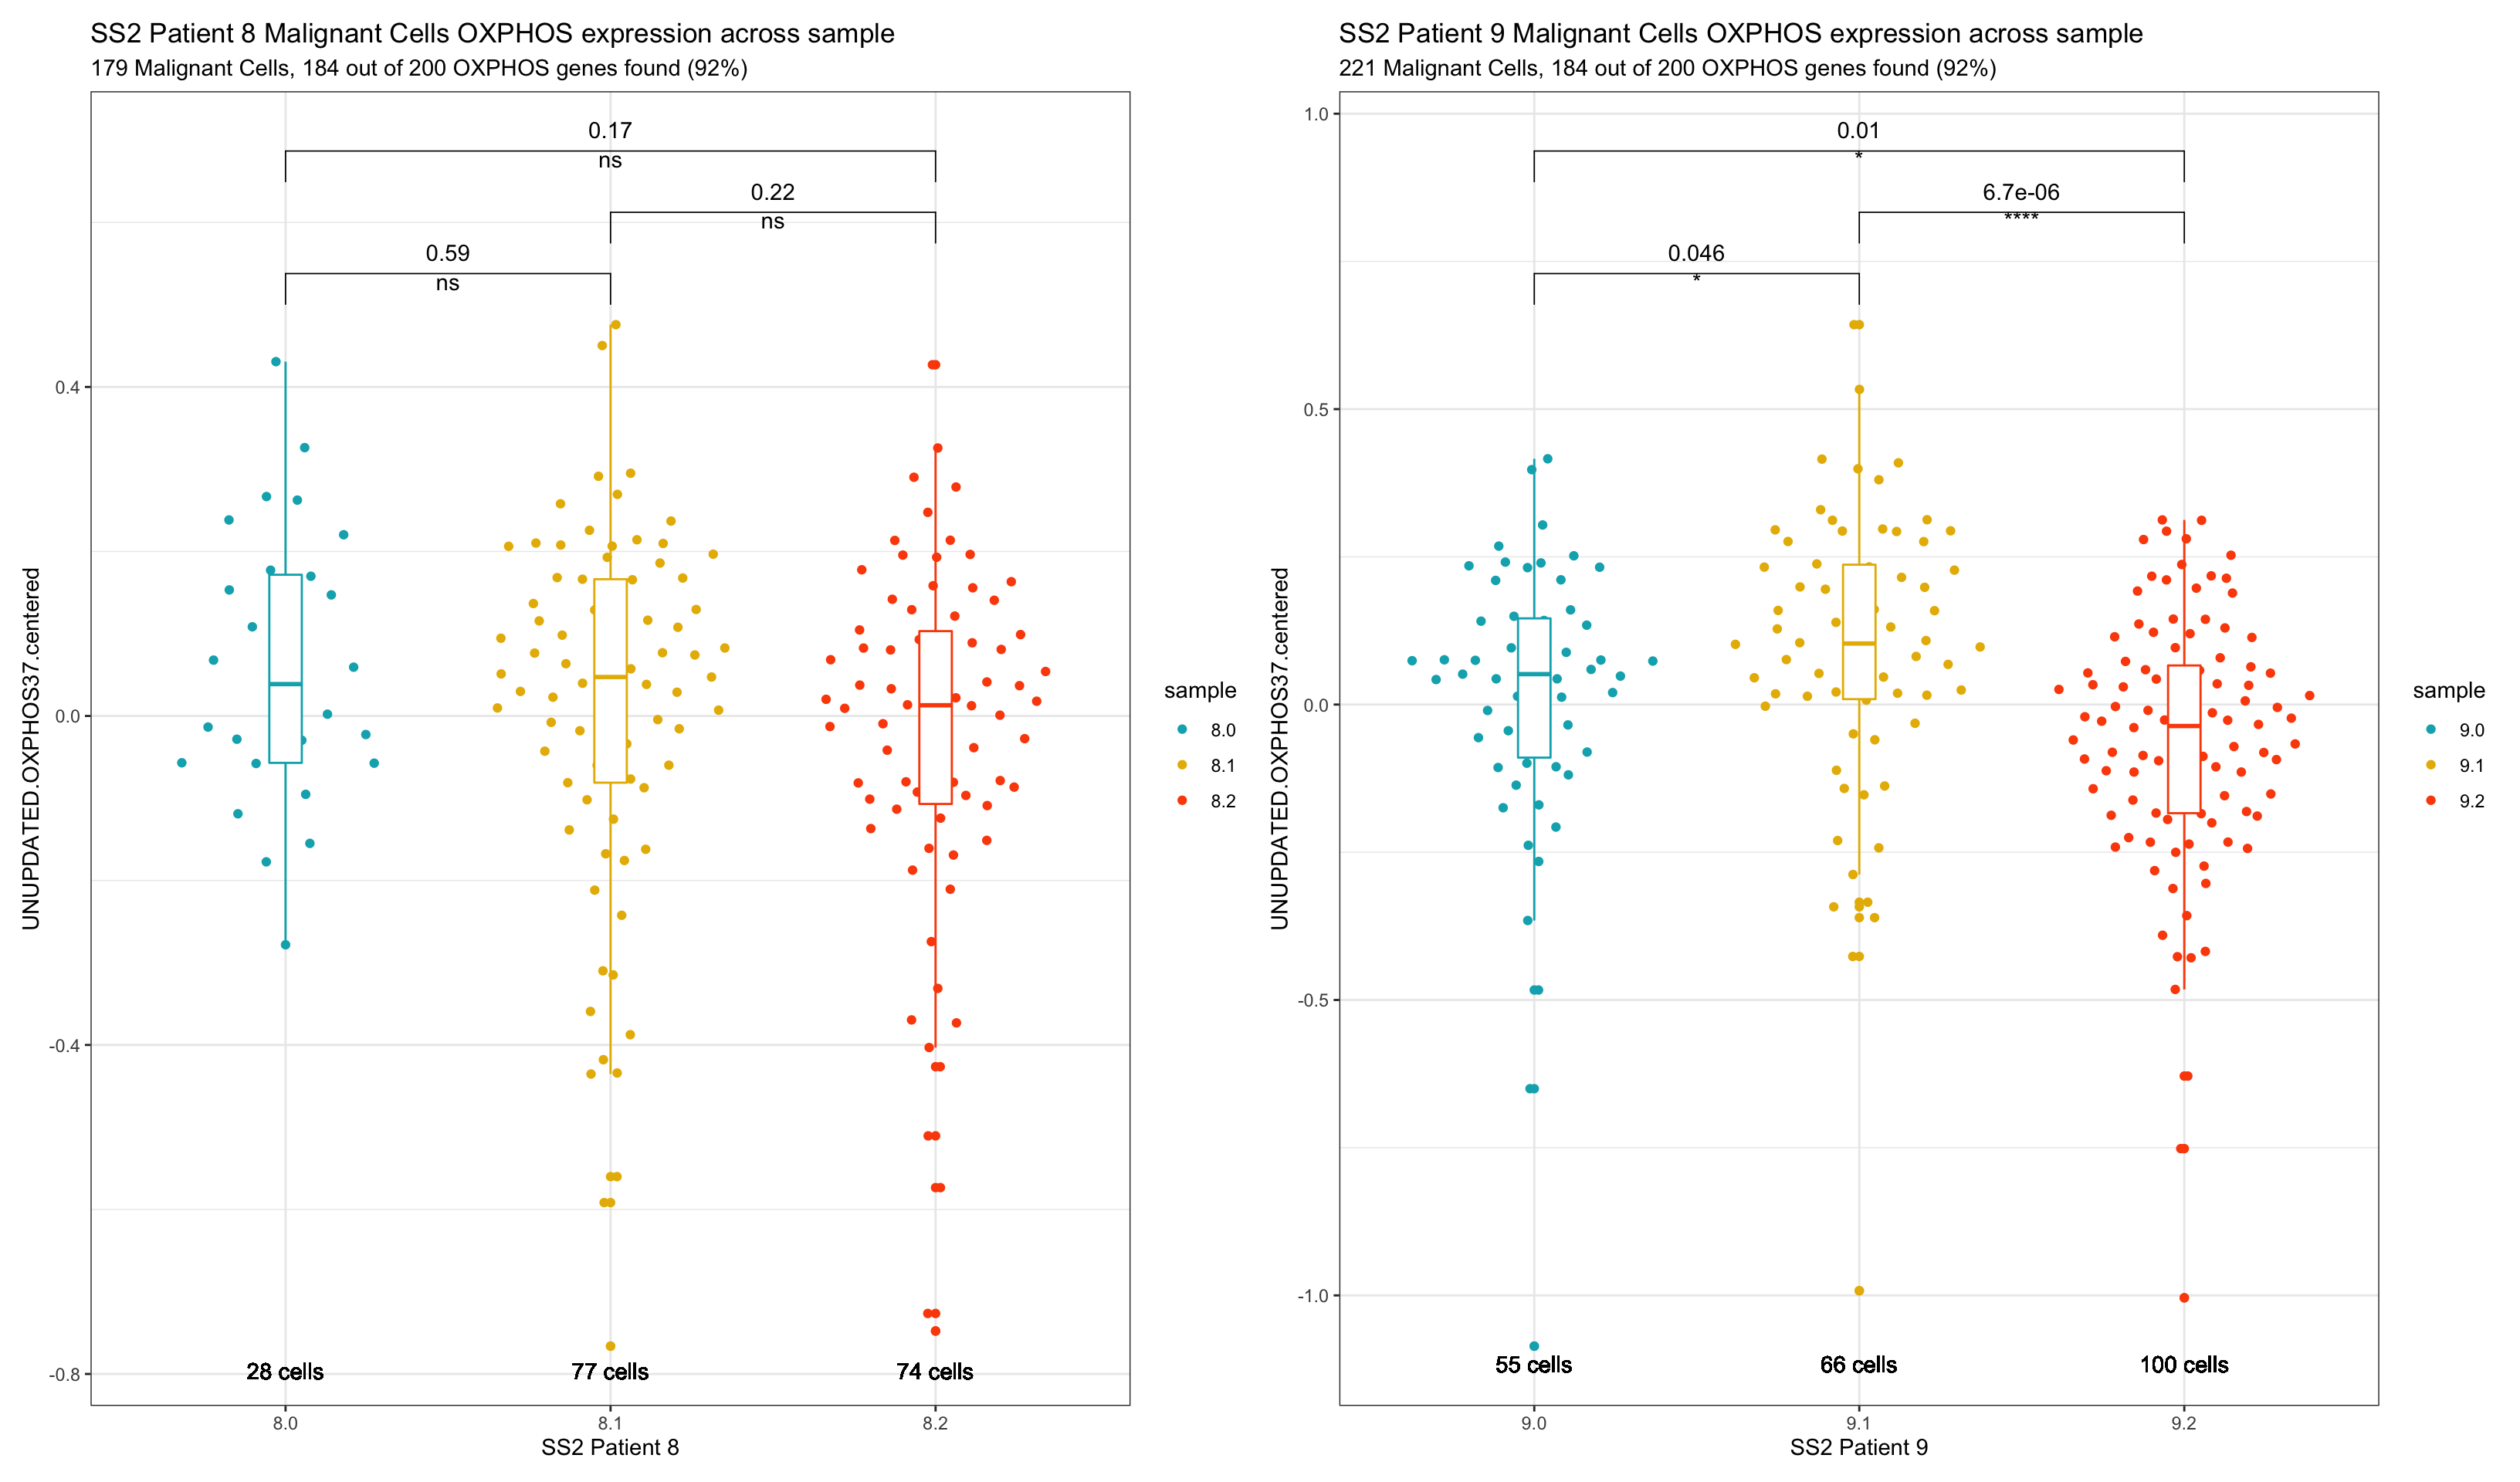 SS2 Patient 8 Malignant Cells OXPHOS expression across sample
179 Malignant Cells, 184 out of 200 OXPHOS genes found (92%)
0.17
ns
0.22
ns
0.59
ns
0.4
0.0
-0.4
-0.8
UNUPDATED.OXPHOS37.centered
28 cells
77 cells
74 cells
8.0
8.1
8.2
SS2 Patient 8
sample
8.0
8.1
8.2
SS2 Patient 9 Malignant Cells OXPHOS expression across sample
221 Malignant Cells, 184 out of 200 OXPHOS genes found (92%)
0.01
*
6.7e-06
****
0.046
*
1.0
0.5
0.0
-0.5
-1.0
UNUPDATED.OXPHOS37.centered
55 cells
66 cells
100 cells
9.0
9.1
9.2
SS2 Patient 9
sample
9.0
9.1
9.2